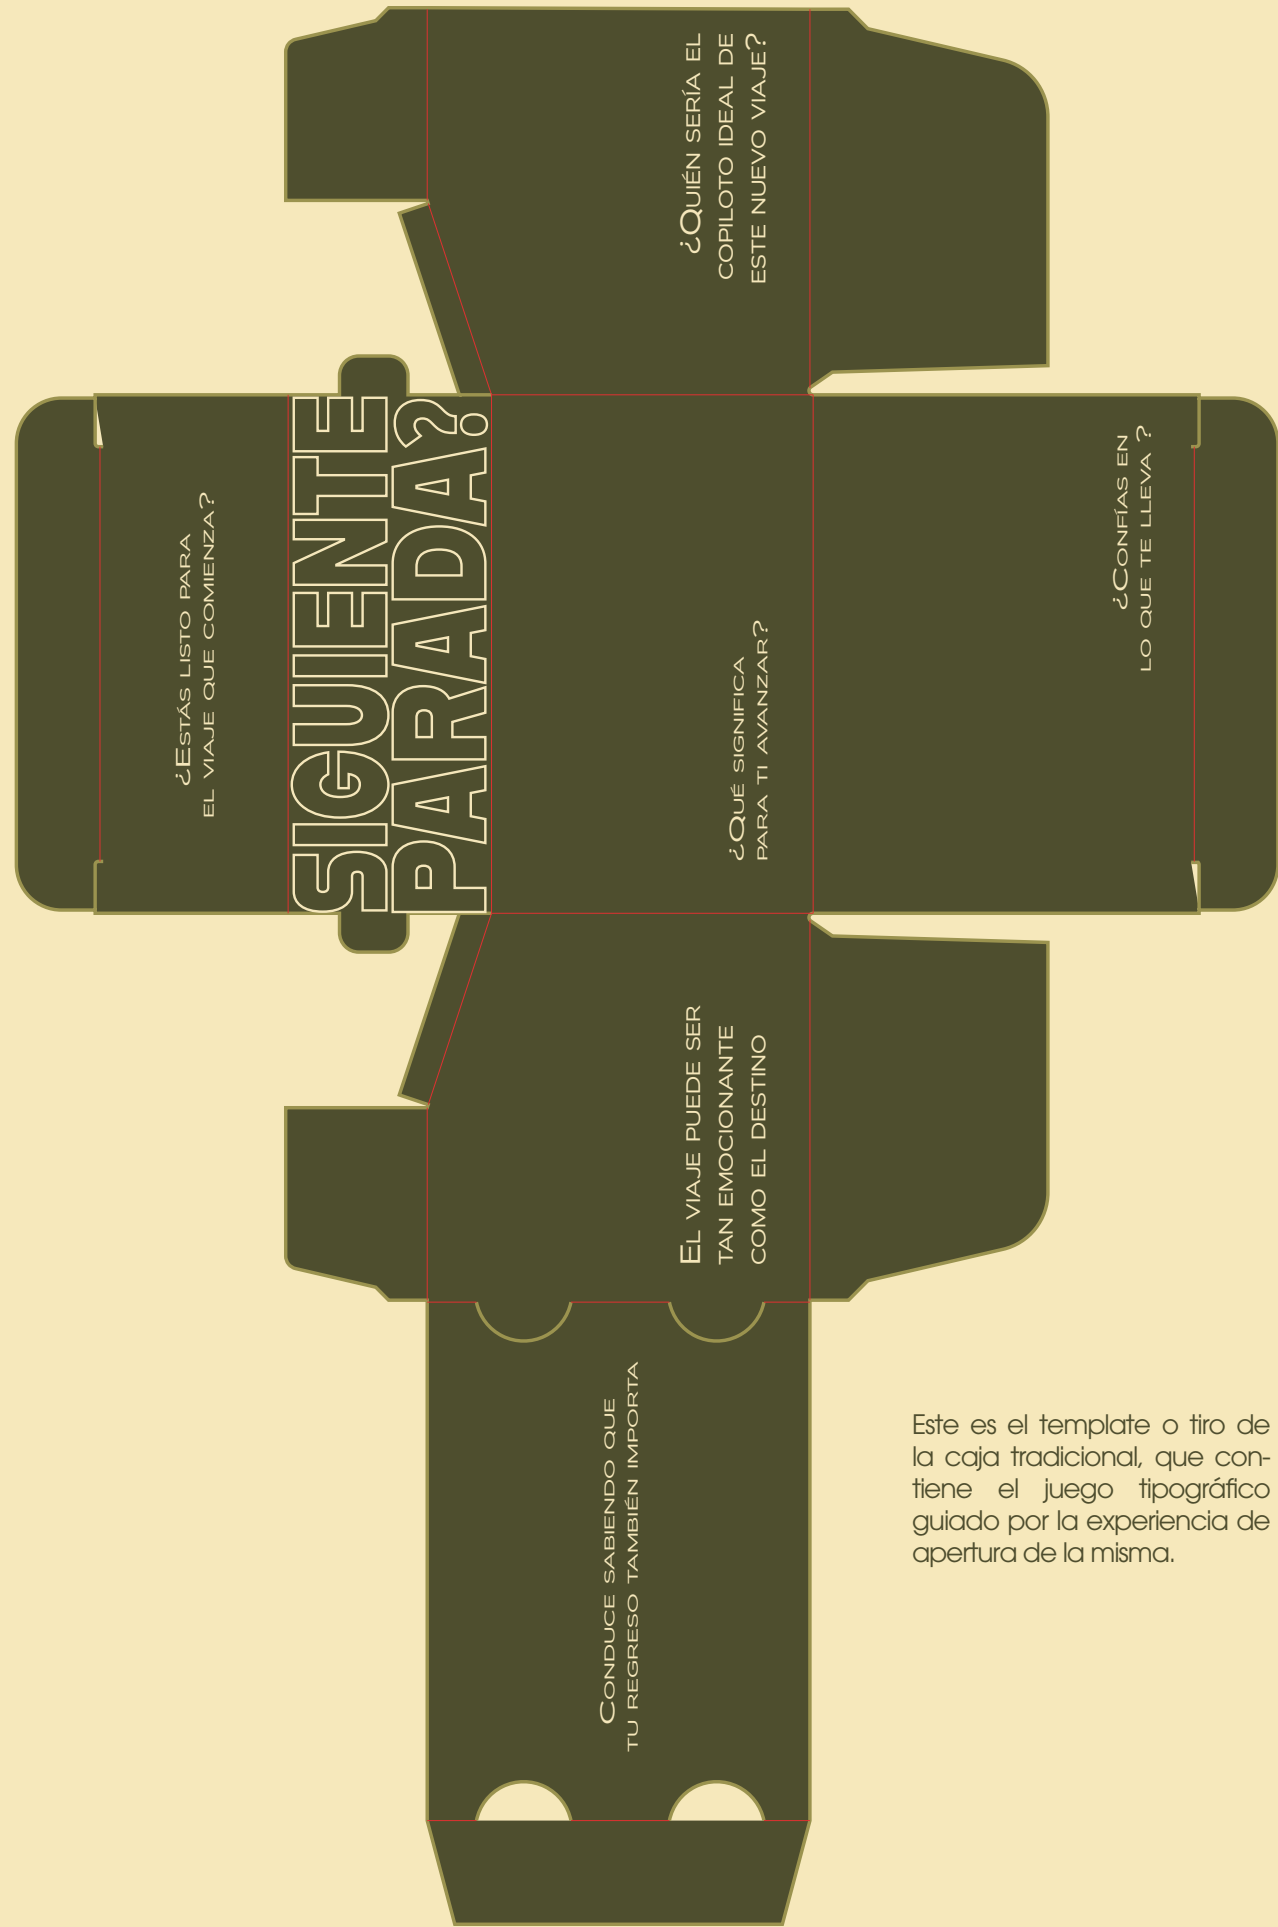 ¿Quién sería el
copiloto ideal de
este nuevo viaje?
¿Estás listo para
el viaje que comienza?
SIGUIENTE
PARADA?
¿Qué significa
para ti avanzar?
¿Confías en
lo que te lleva ?
El viaje puede ser
tan emocionante
como el destino
Conduce sabiendo que
tu regreso también importa
Este es el template o tiro de
la caja tradicional, que con-
tiene el juego tipográfico
guiado por la experiencia de
apertura de la misma.